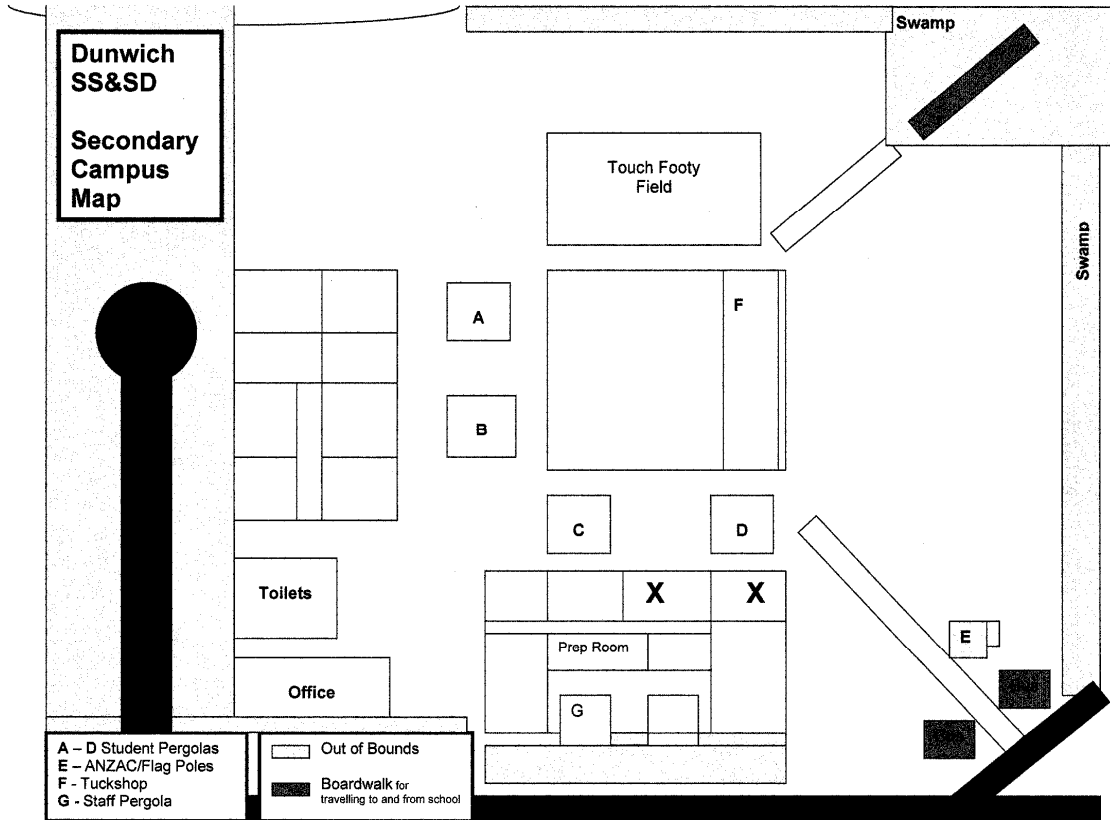 Dunwich
SS&SD
Secondary
Campus
Map
Swamp
Touch Footy
Field
Swamp
A
F
B
C
D
Toilets
X
X
E
Prep Room
Office
G
A – D Student Pergolas
E – ANZAC/Flag Poles
F - Tuckshop
G - Staff Pergola
Out of Bounds
Boardwalk for
travelling to and from school